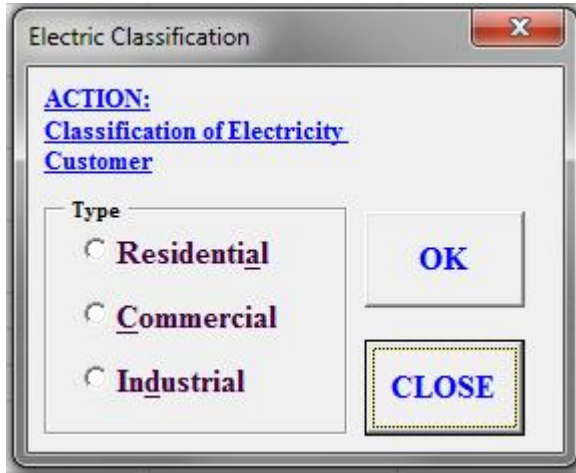 Electric Classification
ACTION:
Classification of Electricity
Customer
Type
Residential
OK
Commercial
Industrial
CLOSE